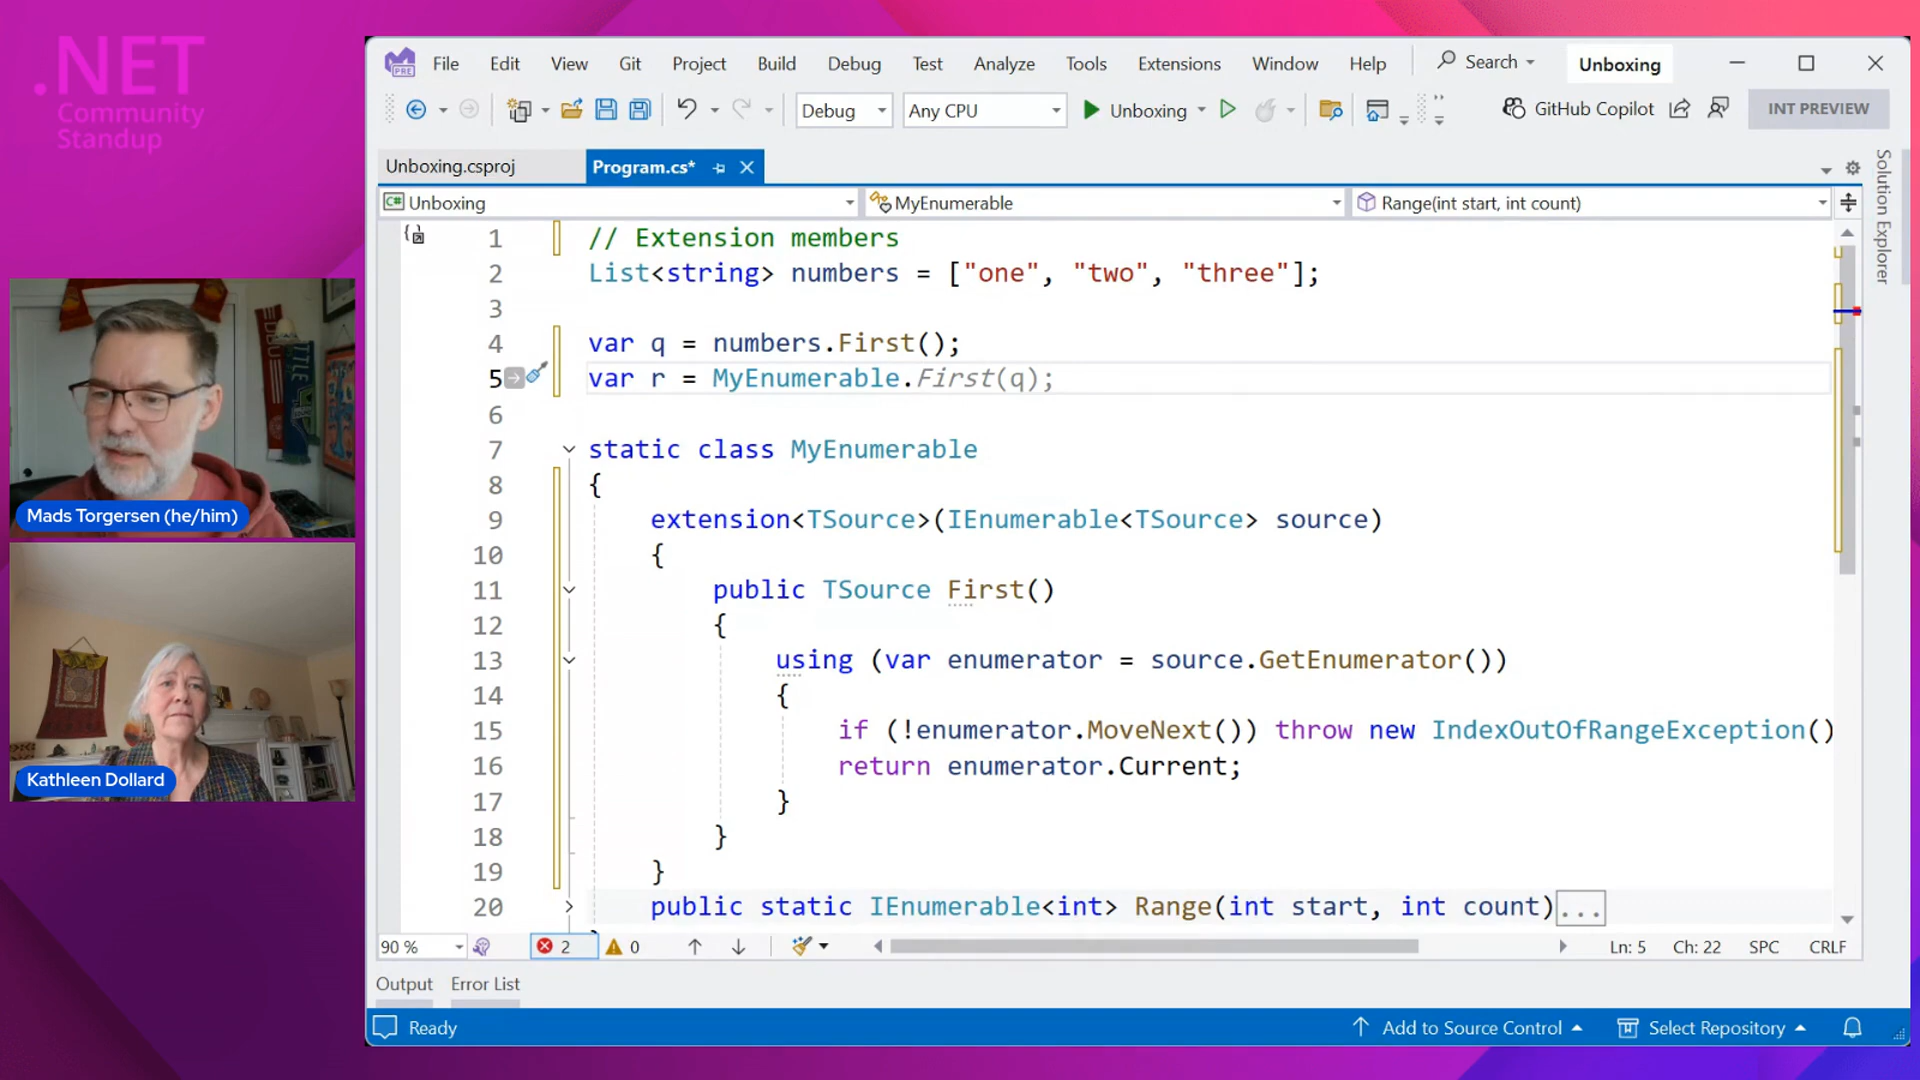 .NET
Community
Standup
Mads Torgersen (he/him)
Kathleen Dollard
PRE
File Edit View Git Project Build Debug Test Analyze Tools Extensions Window Help Search Unboxing
Debug Any CPU Unboxing GitHub Copilot INT PREVIEW
Unboxing.csproj Program.cs*
C# Unboxing MyEnumerable Range(int start, int count)
Solution Explorer
1 // Extension members
2 List<string> numbers = ["one", "two", "three"];
3
4 var q = numbers.First();
5 var r = MyEnumerable.First(q);
6
7 static class MyEnumerable
8 {
9 extension<TSource>(IEnumerable<TSource> source)
10 {
11 public TSource First()
12 {
13 using (var enumerator = source.GetEnumerator())
14 {
15 if (!enumerator.MoveNext()) throw new IndexOutOfRangeException()
16 return enumerator.Current;
17 }
18 }
19 }
20 public static IEnumerable<int> Range(int start, int count)...
90 % 2 0 Ln: 5 Ch: 22 SPC CRLF
Output Error List
Ready Add to Source Control Select Repository